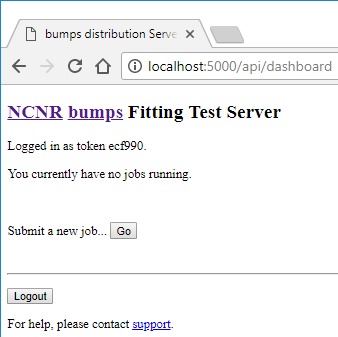 bumps distribution Serve
localhost:5000/api/dashboard
NCNR bumps Fitting Test Server
Logged in as token ecf990.
You currently have no jobs running.
Submit a new job... Go
Logout
For help, please contact support.